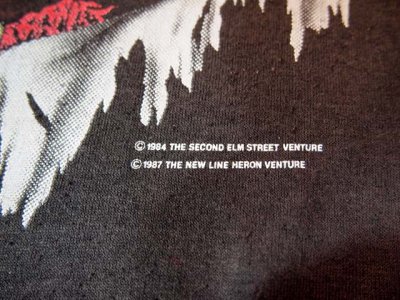 ©1984 THE SECOND ELM STREET VENTURE
©1987 THE NEW LINE HERON VENTURE